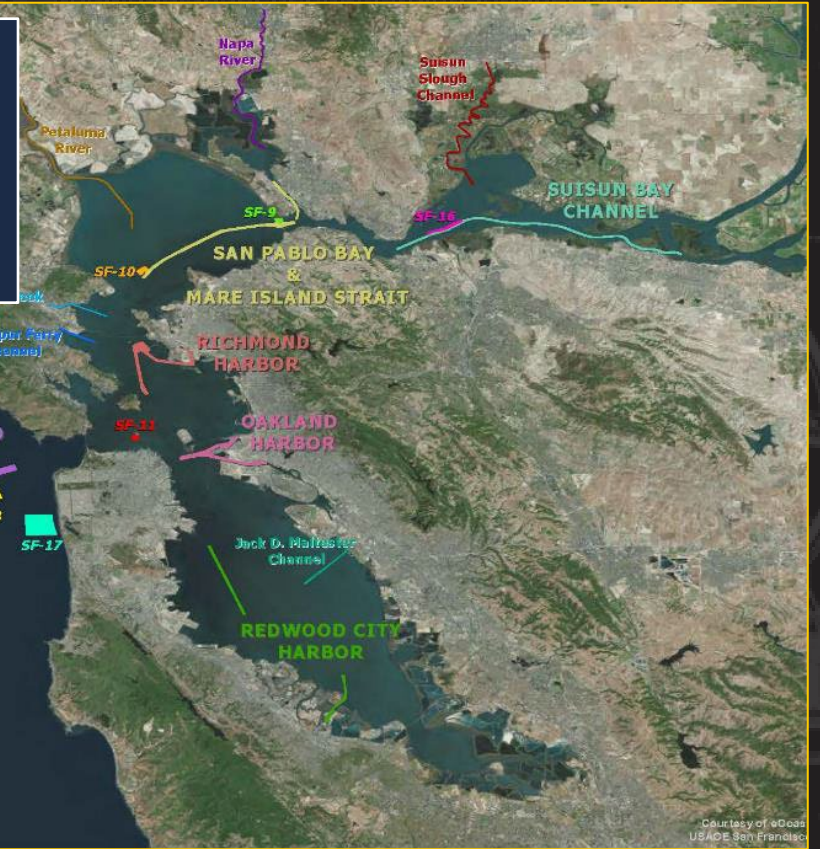 Napa
River
Suisun
Slough
Channel
Petaluma
River
SUISUN BAY
CHANNEL
SF-9
SF-16
SAN PABLO BAY
&
MARE ISLAND STRAIT
SF-10
RICHMOND
HARBOR
SF-11
OAKLAND
HARBOR
SF-17
Jack D. Maltester
Channel
REDWOOD CITY
HARBOR
Courtesy of eCoas
USACE San Francisc